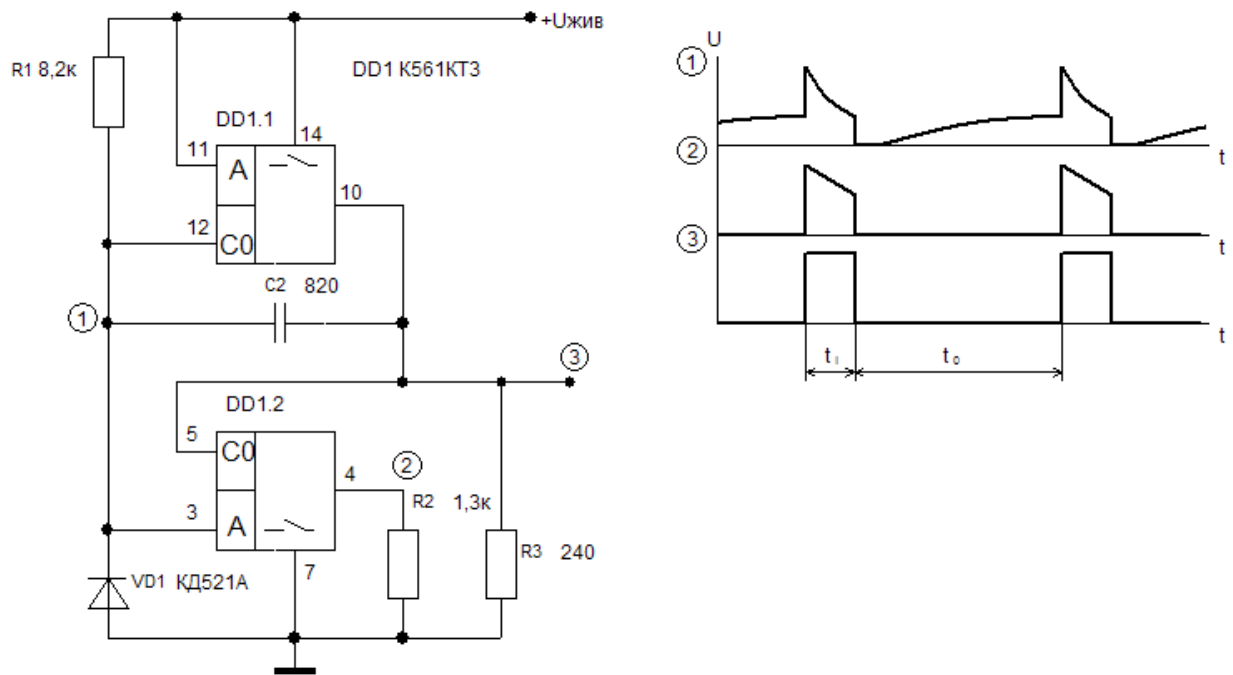 +Uжив
R1 8,2к
DD1 К561КТ3
DD1.1
14
11
A
10
12
C0
C2 820
1
3
DD1.2
5
C0
4
2
R2 1,3к
3
A
R3 240
7
VD1 КД521А
U
1
2
t
3
t
t
tᵢ
t₀